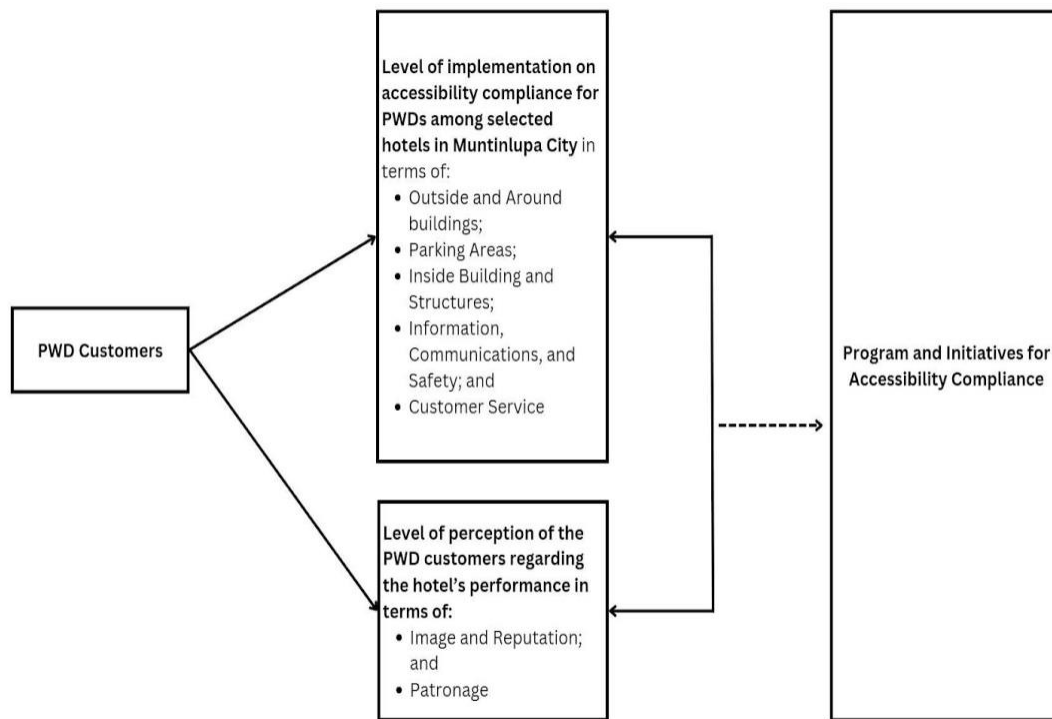 PWD Customers
Level of implementation on
accessibility compliance for
PWDs among selected
hotels in Muntinlupa City in
terms of:
• Outside and Around
buildings;
• Parking Areas;
• Inside Building and
Structures;
• Information,
Communications, and
Safety; and
• Customer Service
Level of perception of the
PWD customers regarding
the hotel's performance in
terms of:
• Image and Reputation;
and
• Patronage
Program and Initiatives for
Accessibility Compliance